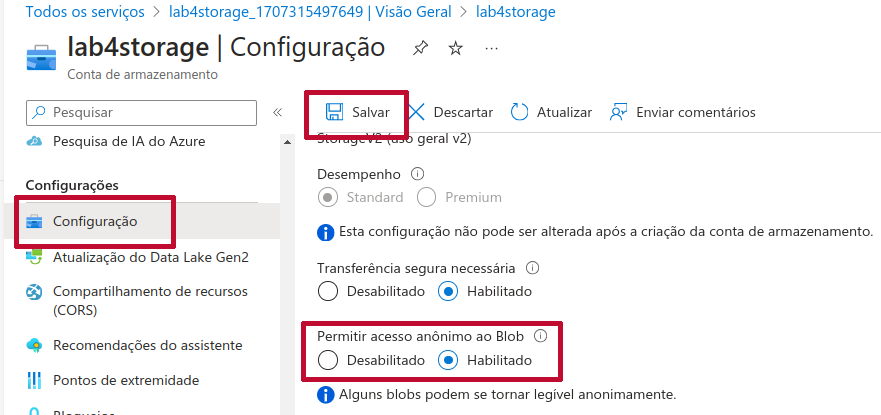 Todos os serviços > lab4storage_1707315497649 | Visão Geral > lab4storage
lab4storage | Configuração
Conta de armazenamento
Pesquisar
Pesquisa de IA do Azure
Configurações
Configuração
Atualização do Data Lake Gen2
Compartilhamento de recursos
(CORS)
Recomendações do assistente
Pontos de extremidade
Bloqueios
Salvar Descartar Atualizar Enviar comentários
StorageV2 (uso geral v2)
Desempenho
Standard Premium
Esta configuração não pode ser alterada após a criação da conta de armazenamento.
Transferência segura necessária
Desabilitado Habilitado
Permitir acesso anônimo ao Blob
Desabilitado Habilitado
Alguns blobs podem se tornar legível anonimamente.